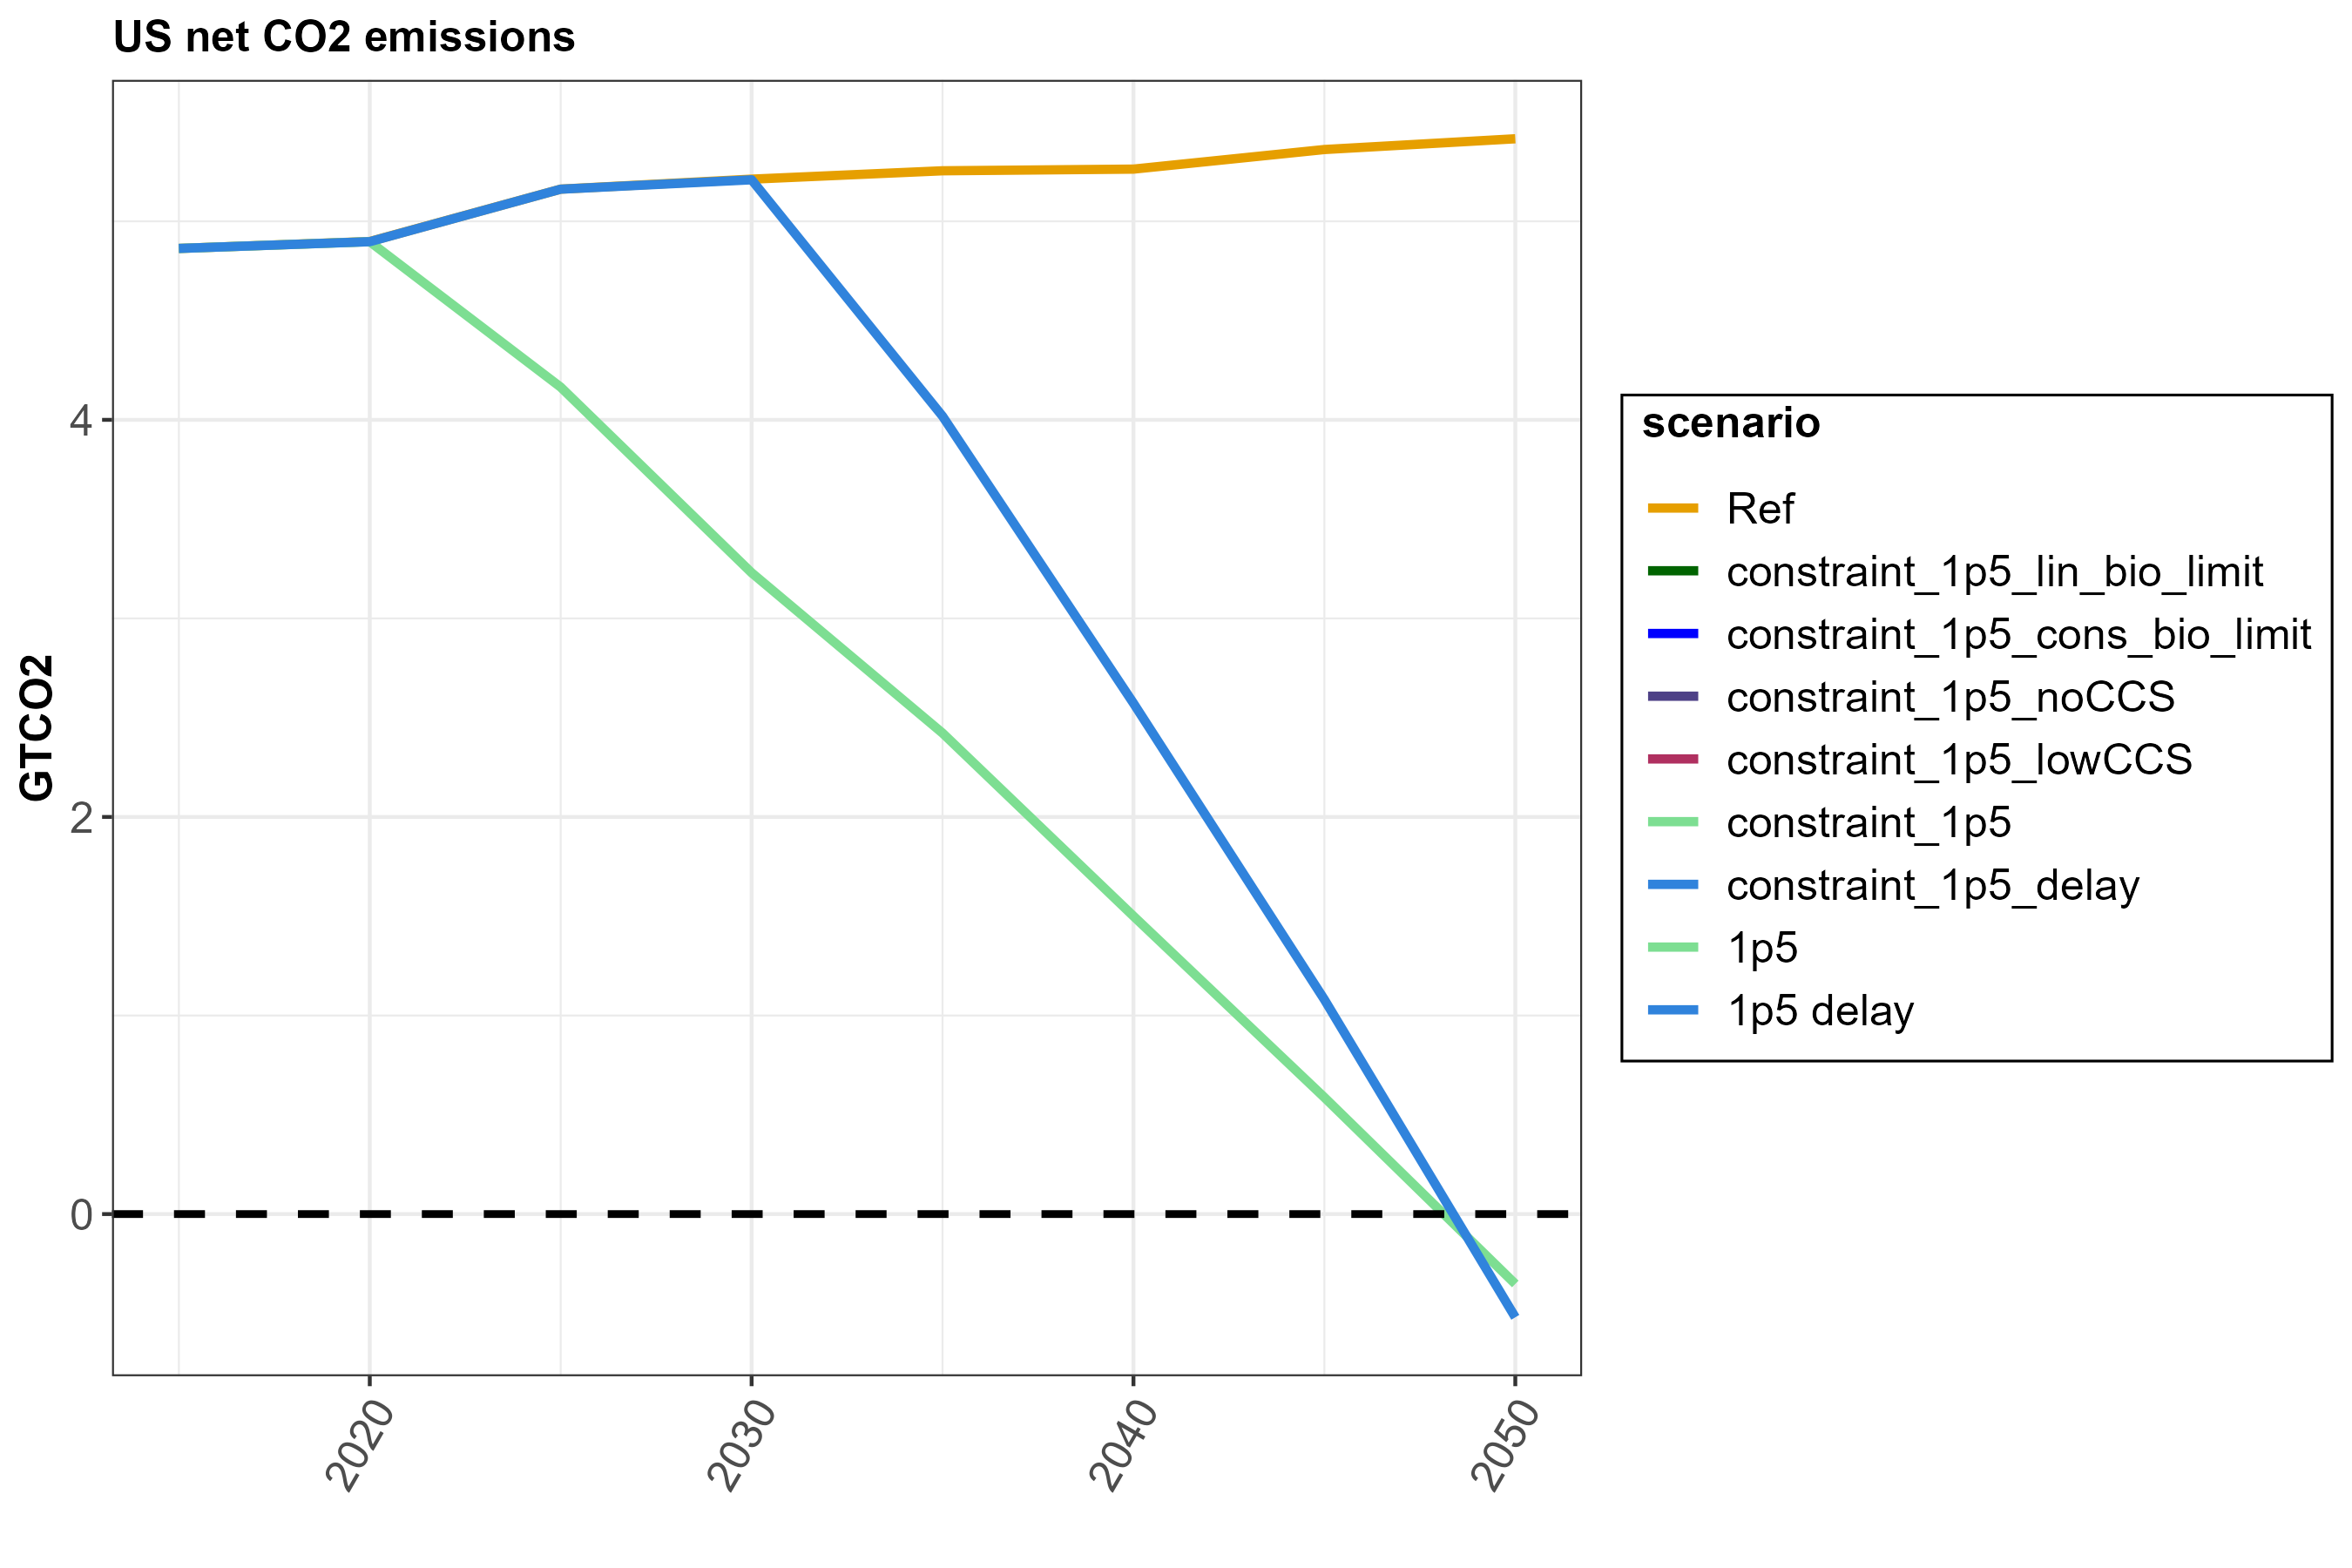 US net CO2 emissions
GTCO2
4
2
0
2020
2030
2040
2050
scenario
Ref
constraint_1p5_lin_bio_limit
constraint_1p5_cons_bio_limit
constraint_1p5_noCCS
constraint_1p5_lowCCS
constraint_1p5
constraint_1p5_delay
1p5
1p5 delay